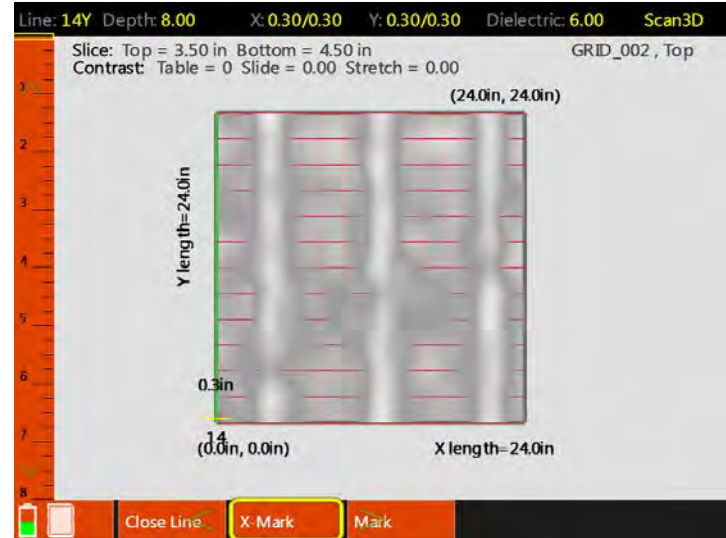 Line: 14Y Depth: 8.00 X: 0.30/0.30 Y: 0.30/0.30 Dielectric: 6.00 Scan3D
Slice: Top = 3.50 in Bottom = 4.50 in GRID_002 , Top
Contrast: Table = 0 Slide = 0.00 Stretch = 0.00
(24.0in, 24.0in)
1
2
3
4
5
6
7
8
Y length=24.0in
0.3in
14
(0.0in, 0.0in) X length=24.0in
Close Line X-Mark Mark